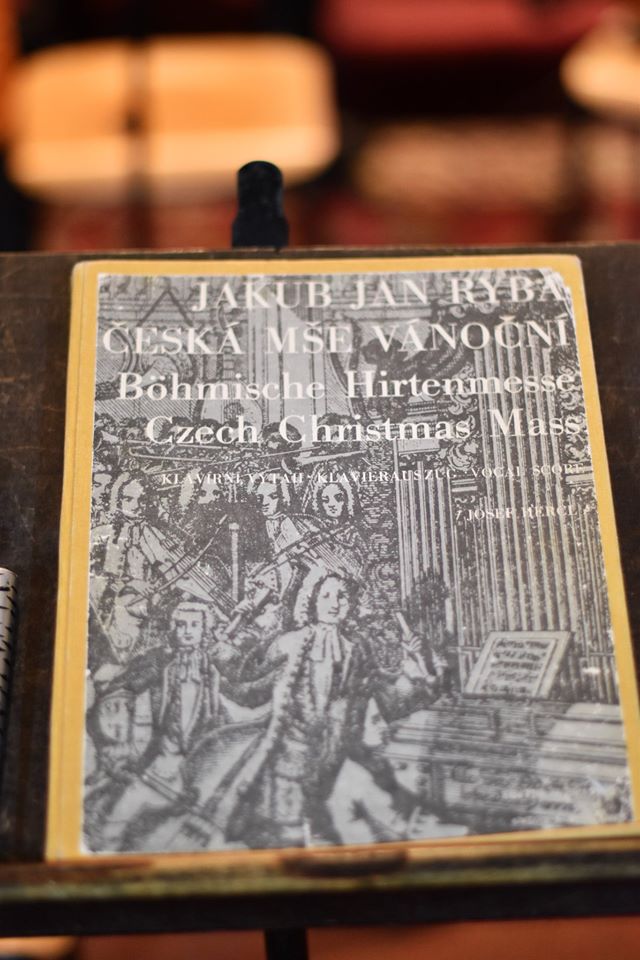 JAKUB JAN RYBA
ČESKÁ MŠE VÁNOČNÍ
Böhmische Hirtenmesse
Czech Christmas Mass
KLAVÍRNÍ VÝTAH · KLAVIERAUSZUG · VOCAL SCORE
JOSEF HERCL